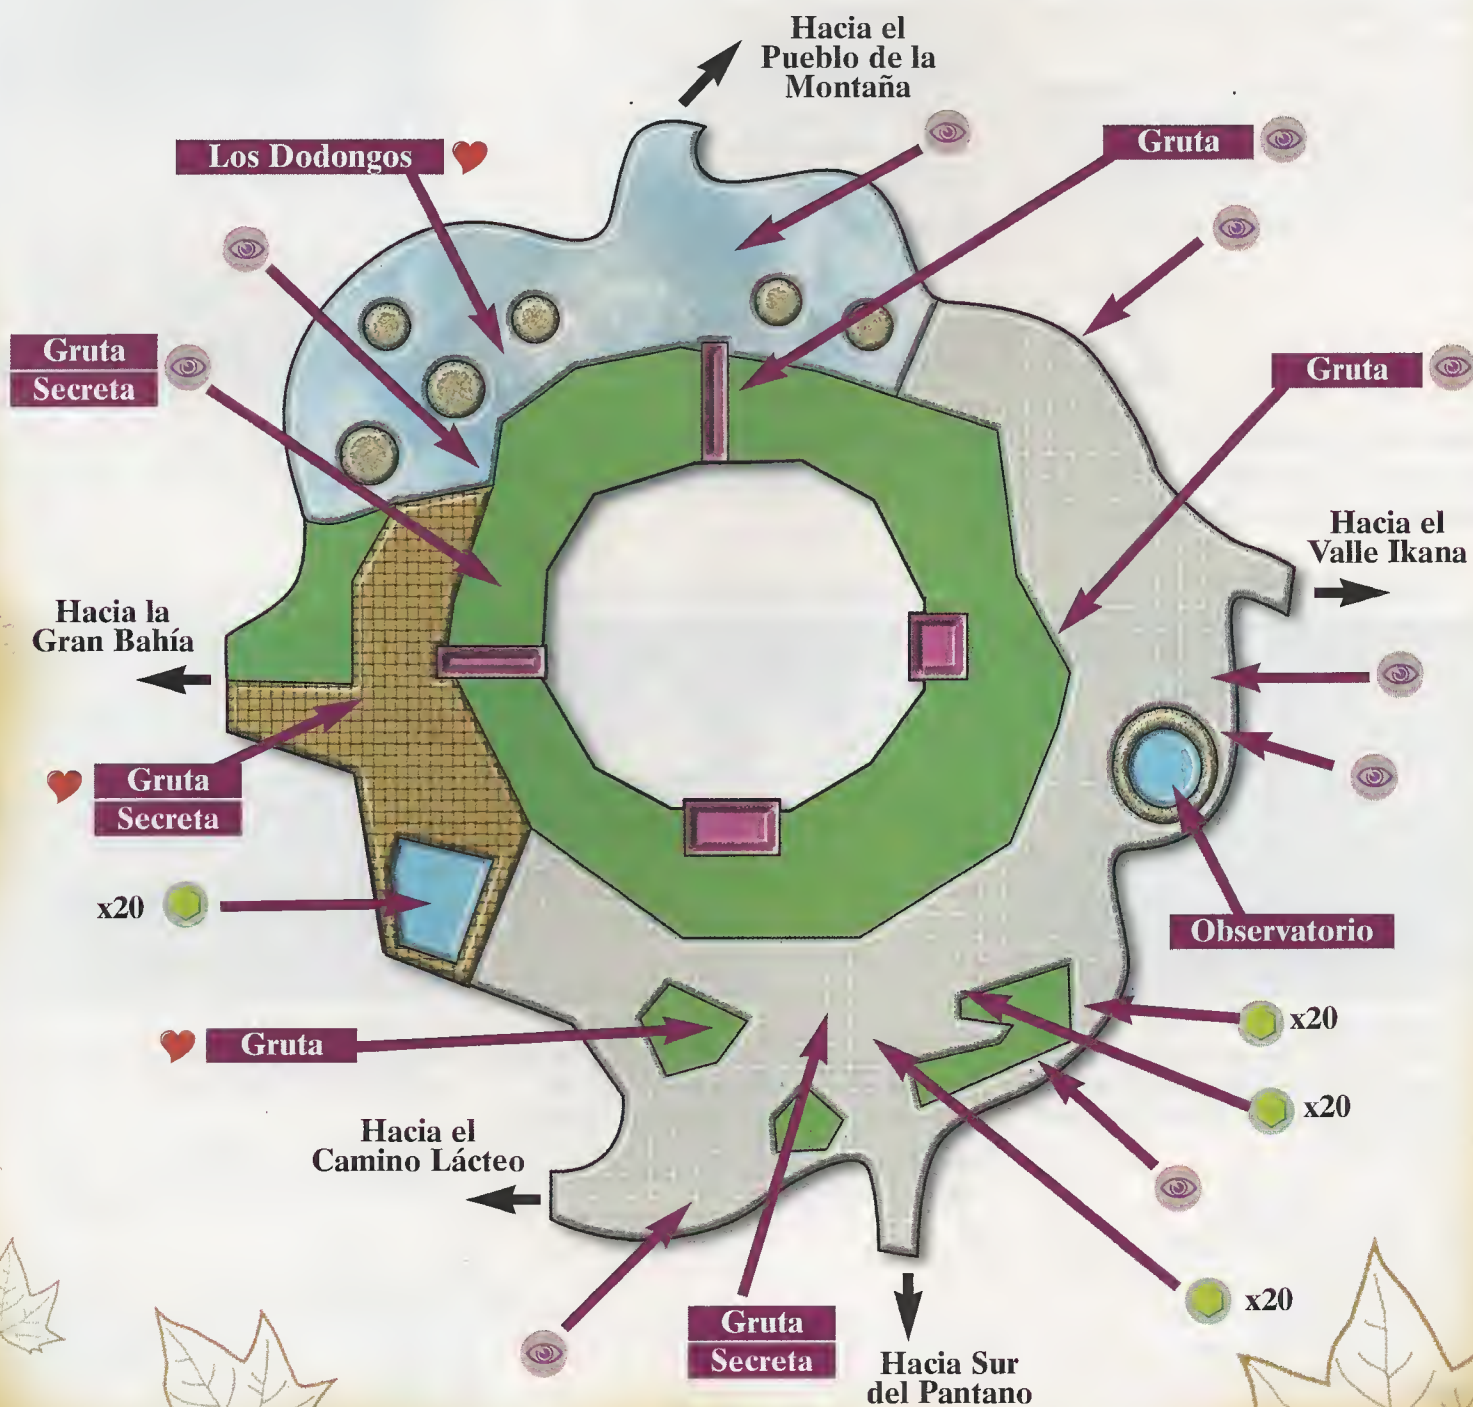 Hacia el
Pueblo de la
Montaña
Los Dodongos
Gruta
Gruta
Secreta
Gruta
Hacia el
Valle Ikana
Hacia la
Gran Bahía
Gruta
Secreta
x20
Observatorio
Gruta
x20
x20
Hacia el
Camino Lácteo
x20
Gruta
Secreta
Hacia Sur
del Pantano